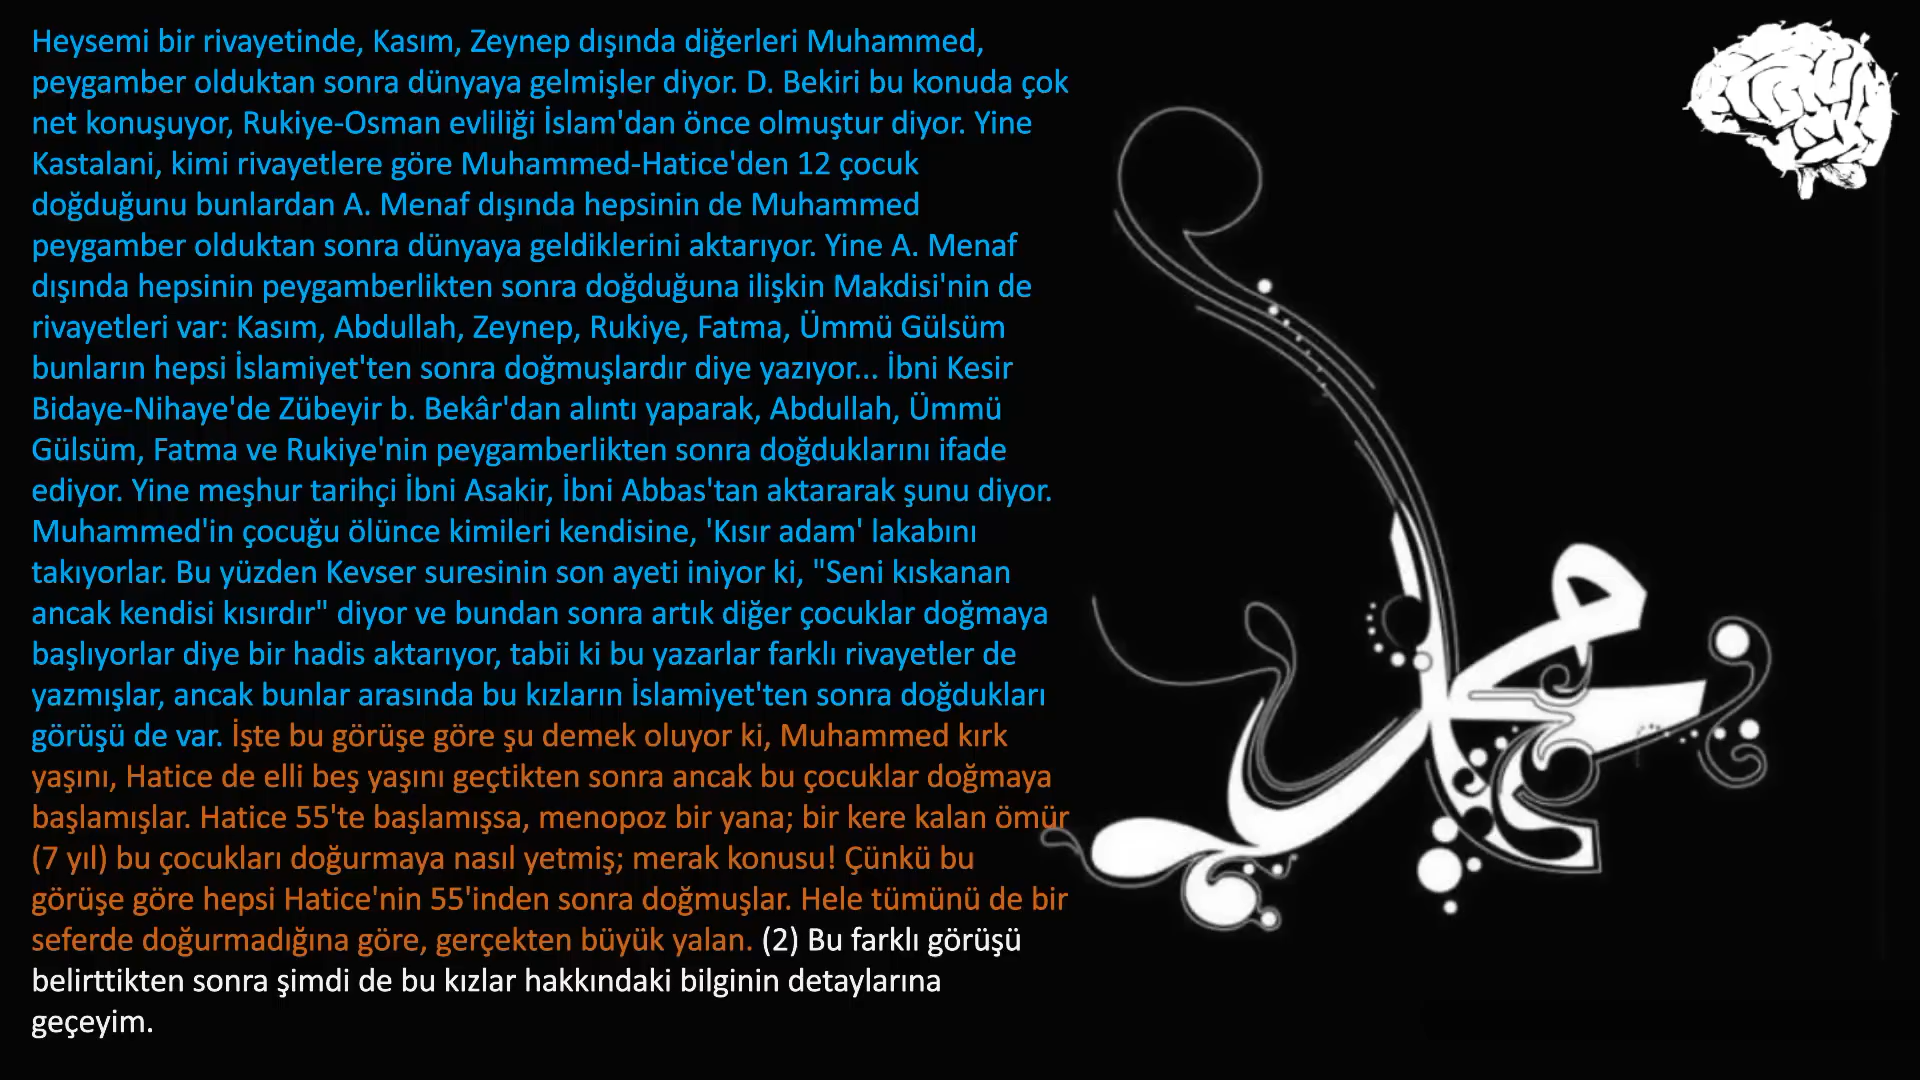 Heysemi bir rivayetinde, Kasım, Zeynep dışında diğerleri Muhammed,
peygamber olduktan sonra dünyaya gelmişler diyor. D. Bekiri bu konuda çok
net konuşuyor, Rukiye-Osman evliliği İslam'dan önce olmuştur diyor. Yine
Kastalani, kimi rivayetlere göre Muhammed-Hatice'den 12 çocuk
doğduğunu bunlardan A. Menaf dışında hepsinin de Muhammed
peygamber olduktan sonra dünyaya geldiklerini aktarıyor. Yine A. Menaf
dışında hepsinin peygamberlikten sonra doğduğuna ilişkin Makdisi'nin de
rivayetleri var: Kasım, Abdullah, Zeynep, Rukiye, Fatma, Ümmü Gülsüm
bunların hepsi İslamiyet'ten sonra doğmuşlardır diye yazıyor... İbni Kesir
Bidaye-Nihaye'de Zübeyir b. Bekâr'dan alıntı yaparak, Abdullah, Ümmü
Gülsüm, Fatma ve Rukiye'nin peygamberlikten sonra doğduklarını ifade
ediyor. Yine meşhur tarihçi İbni Asakir, İbni Abbas'tan aktararak şunu diyor.
Muhammed'in çocuğu ölünce kimileri kendisine, 'Kısır adam' lakabını
takıyorlar. Bu yüzden Kevser suresinin son ayeti iniyor ki, "Seni kıskanan
ancak kendisi kısırdır" diyor ve bundan sonra artık diğer çocuklar doğmaya
başlıyorlar diye bir hadis aktarıyor, tabii ki bu yazarlar farklı rivayetler de
yazmışlar, ancak bunlar arasında bu kızların İslamiyet'ten sonra doğdukları
görüşü de var. İşte bu görüşe göre şu demek oluyor ki, Muhammed kırk
yaşını, Hatice de elli beş yaşını geçtikten sonra ancak bu çocuklar doğmaya
başlamışlar. Hatice 55'te başlamışsa, menopoz bir yana; bir kere kalan ömür
(7 yıl) bu çocukları doğurmaya nasıl yetmiş; merak konusu! Çünkü bu
görüşe göre hepsi Hatice'nin 55'inden sonra doğmuşlar. Hele tümünü de bir
seferde doğurmadığına göre, gerçekten büyük yalan. (2) Bu farklı görüşü
belirttikten sonra şimdi de bu kızlar hakkındaki bilginin detaylarına
geçeyim.
محمد